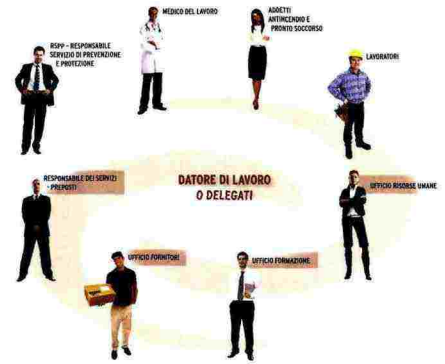 MEDICO DEL LAVORO
ADDETTI
ANTINCENDIO E
PRONTO SOCCORSO
RSPP - RESPONSABILE
SERVIZIO DI PREVENZIONE
E PROTEZIONE
LAVORATORI
RESPONSABILE DEI SERVIZI
- PREPOSTI
DATORE DI LAVORO
O DELEGATI
UFFICIO RISORSE UMANE
UFFICIO FORNITORI
UFFICIO FORMAZIONE